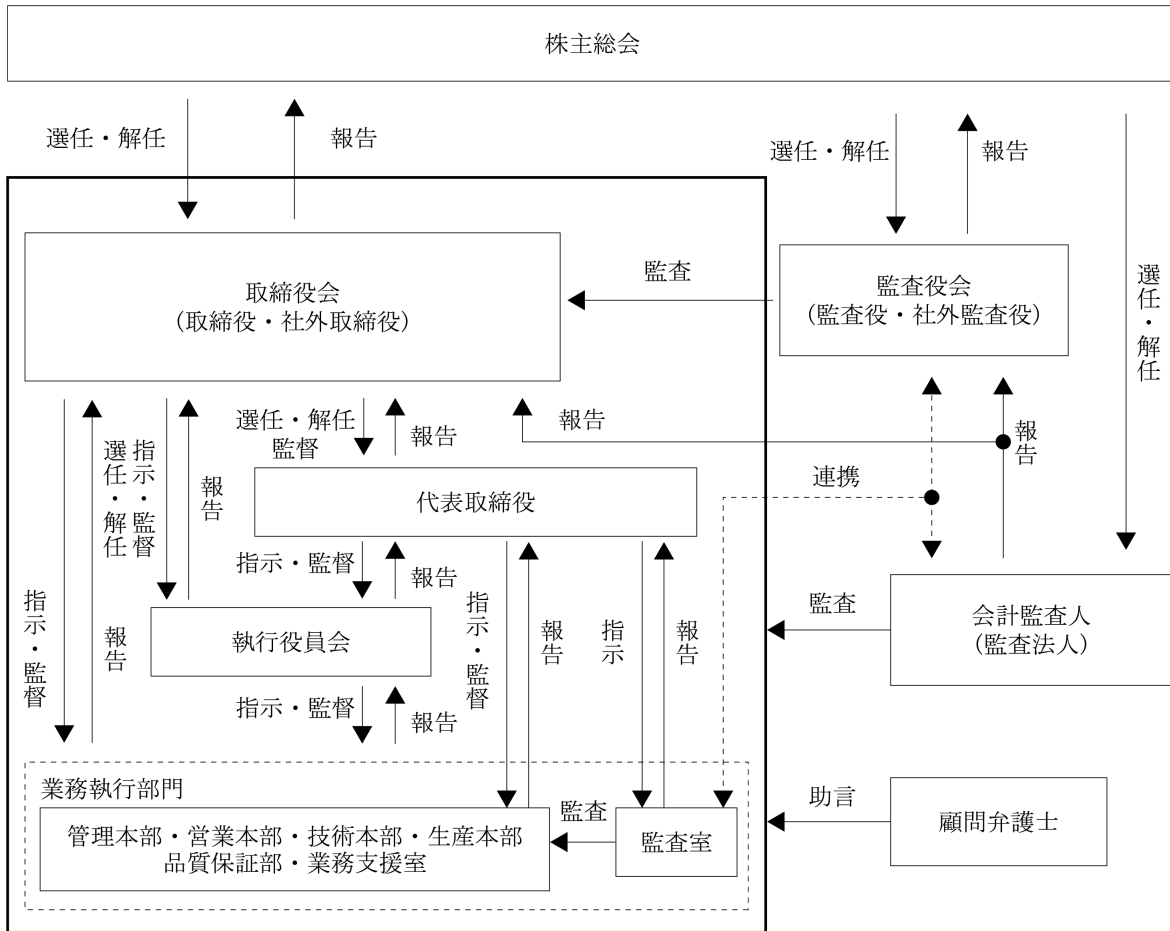 株主総会
選任・解任
報告
選任・解任
報告
選任・解任
取締役会
（取締役・社外取締役）
監査
監査役会
（監査役・社外監査役）
指示・監督
報告
選任・解任
指示・監督
報告
選任・解任
監督
報告
報告
報告
連携
代表取締役
指示・監督
報告
指示・監督
報告
指示
報告
執行役員会
監査
会計監査人
（監査法人）
指示・監督
報告
業務執行部門
管理本部・営業本部・技術本部・生産本部
品質保証部・業務支援室
監査
監査室
助言
顧問弁護士